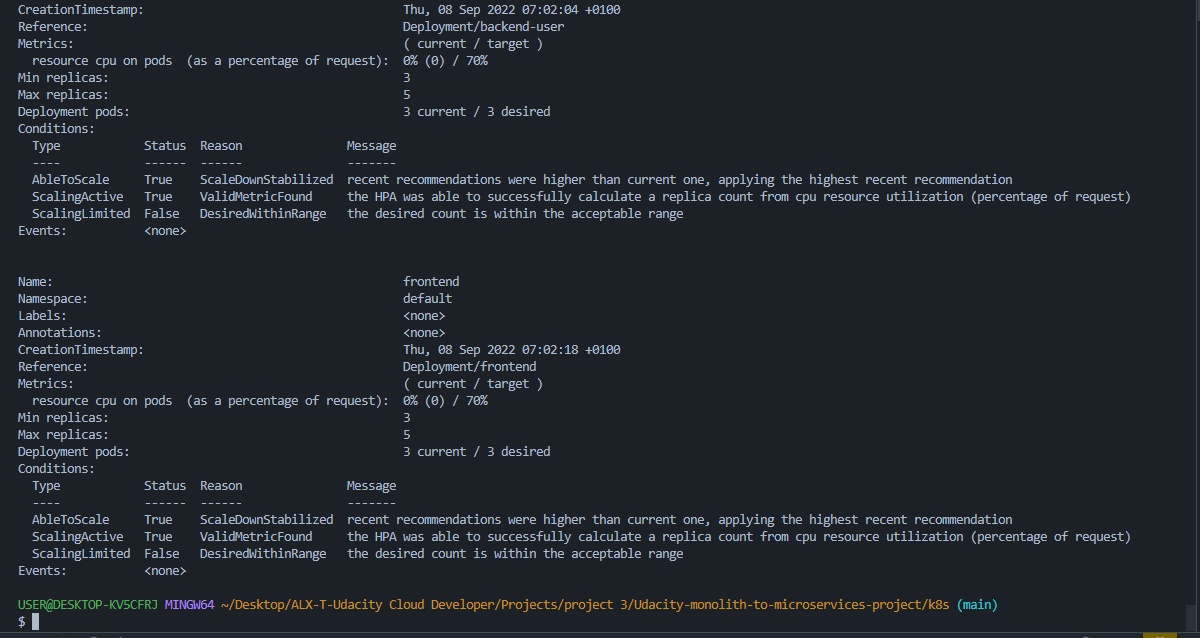 CreationTimestamp: Thu, 08 Sep 2022 07:02:04 +0100
Reference: Deployment/backend-user
Metrics: ( current / target )
resource cpu on pods (as a percentage of request): 0% (0) / 70%
Min replicas: 3
Max replicas: 5
Deployment pods: 3 current / 3 desired
Conditions:
Type Status Reason Message
---- ------ ------ -------
AbleToScale True ScaleDownStabilized recent recommendations were higher than current one, applying the highest recent recommendation
ScalingActive True ValidMetricFound the HPA was able to successfully calculate a replica count from cpu resource utilization (percentage of request)
ScalingLimited False DesiredWithinRange the desired count is within the acceptable range
Events: <none>
Name: frontend
Namespace: default
Labels: <none>
Annotations: <none>
CreationTimestamp: Thu, 08 Sep 2022 07:02:18 +0100
Reference: Deployment/frontend
Metrics: ( current / target )
resource cpu on pods (as a percentage of request): 0% (0) / 70%
Min replicas: 3
Max replicas: 5
Deployment pods: 3 current / 3 desired
Conditions:
Type Status Reason Message
---- ------ ------ -------
AbleToScale True ScaleDownStabilized recent recommendations were higher than current one, applying the highest recent recommendation
ScalingActive True ValidMetricFound the HPA was able to successfully calculate a replica count from cpu resource utilization (percentage of request)
ScalingLimited False DesiredWithinRange the desired count is within the acceptable range
Events: <none>
USER@DESKTOP-KV5CFRJ MINGW64 ~/Desktop/ALX-T-Udacity Cloud Developer/Projects/project 3/Udacity-monolith-to-microservices-project/k8s (main)
$